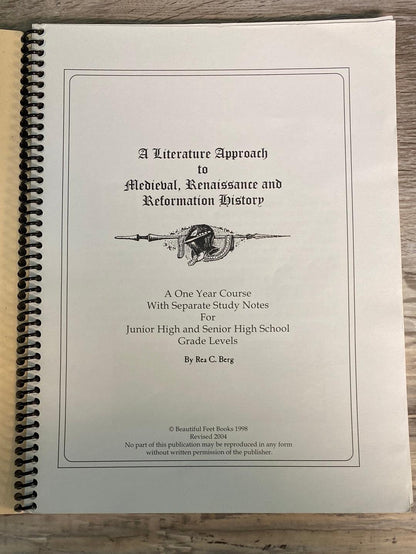 A Literature Approach
to
Medieval, Renaissance and
Reformation History
A One Year Course
With Separate Study Notes
For
Junior High and Senior High School
Grade Levels
By Rea C. Berg
© Beautiful Feet Books 1998
Revised 2004
No part of this publication may be reproduced in any form
without written permission of the publisher.